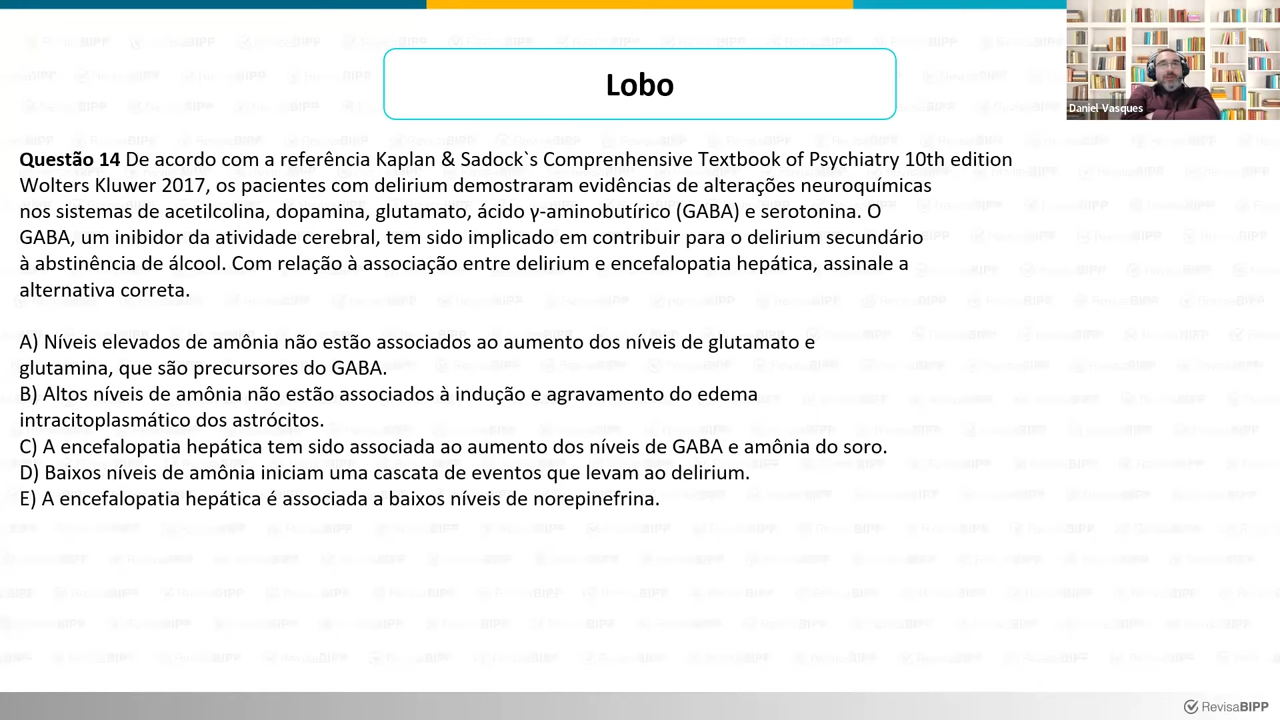 Lobo
Daniel Vasques
Questão 14 De acordo com a referência Kaplan & Sadock`s Comprenhensive Textbook of Psychiatry 10th edition
Wolters Kluwer 2017, os pacientes com delirium demostraram evidências de alterações neuroquímicas
nos sistemas de acetilcolina, dopamina, glutamato, ácido γ-aminobutírico (GABA) e serotonina. O
GABA, um inibidor da atividade cerebral, tem sido implicado em contribuir para o delirium secundário
à abstinência de álcool. Com relação à associação entre delirium e encefalopatia hepática, assinale a
alternativa correta.
A) Níveis elevados de amônia não estão associados ao aumento dos níveis de glutamato e
glutamina, que são precursores do GABA.
B) Altos níveis de amônia não estão associados à indução e agravamento do edema
intracitoplasmático dos astrócitos.
C) A encefalopatia hepática tem sido associada ao aumento dos níveis de GABA e amônia do soro.
D) Baixos níveis de amônia iniciam uma cascata de eventos que levam ao delirium.
E) A encefalopatia hepática é associada a baixos níveis de norepinefrina.
RevisaBIPP